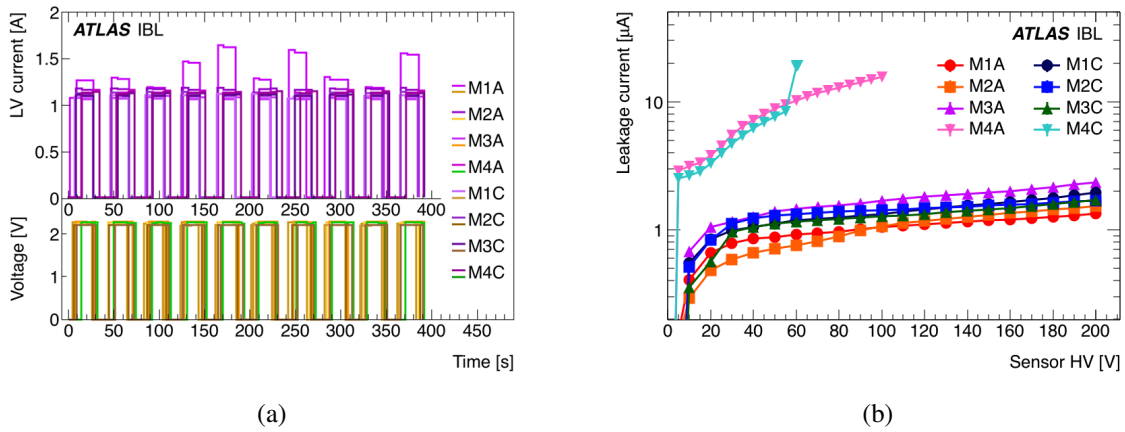 ATLAS IBL
LV current [A]
2
1.5
1
0.5
0
0 50 100 150 200 250 300 350 400
M1A
M2A
M3A
M4A
M1C
M2C
M3C
M4C
Voltage [V]
2
1
0
0 50 100 150 200 250 300 350 400 450
Time [s]
(a)
ATLAS IBL
Leakage current [μA]
10
1
M1A M1C
M2A M2C
M3A M3C
M4A M4C
0 20 40 60 80 100 120 140 160 180 200
Sensor HV [V]
(b)